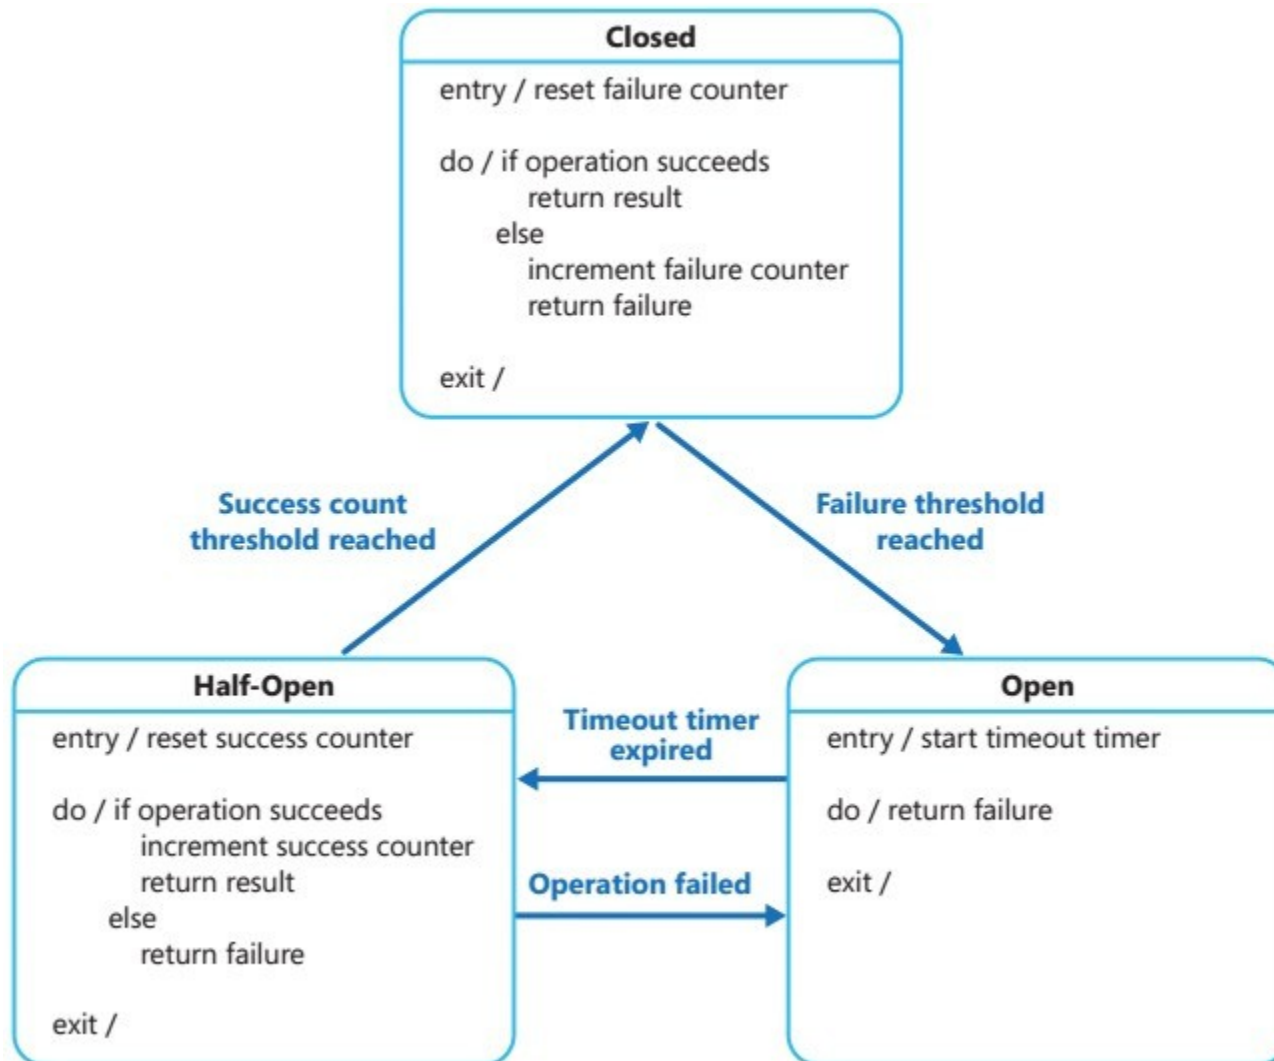 Closed
entry / reset failure counter
do / if operation succeeds
return result
else
increment failure counter
return failure
exit /
Success count
threshold reached
Failure threshold
reached
Half-Open
entry / reset success counter
do / if operation succeeds
increment success counter
return result
else
return failure
exit /
Timeout timer
expired
Operation failed
Open
entry / start timeout timer
do / return failure
exit /